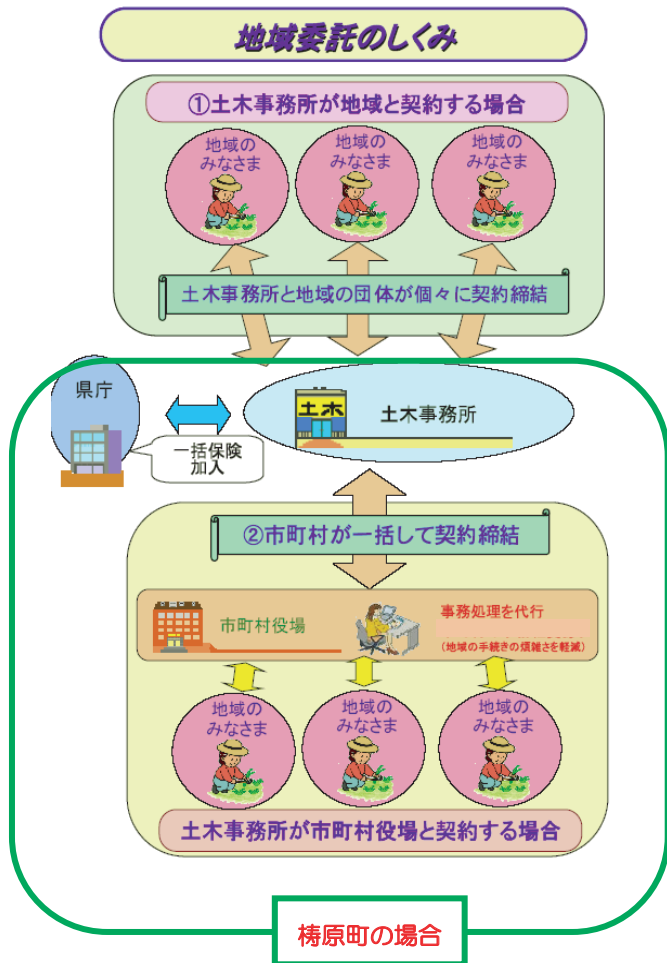 地域委託のしくみ
①土木事務所が地域と契約する場合
地域の
みなさま
地域の
みなさま
地域の
みなさま
土木事務所と地域の団体が個々に契約締結
県庁
土木
土木事務所
一括保険
加入
②市町村が一括して契約締結
市町村役場
事務処理を代行
(地域の手続きの煩雑さを軽減)
地域の
みなさま
地域の
みなさま
地域の
みなさま
土木事務所が市町村役場と契約する場合
梼原町の場合